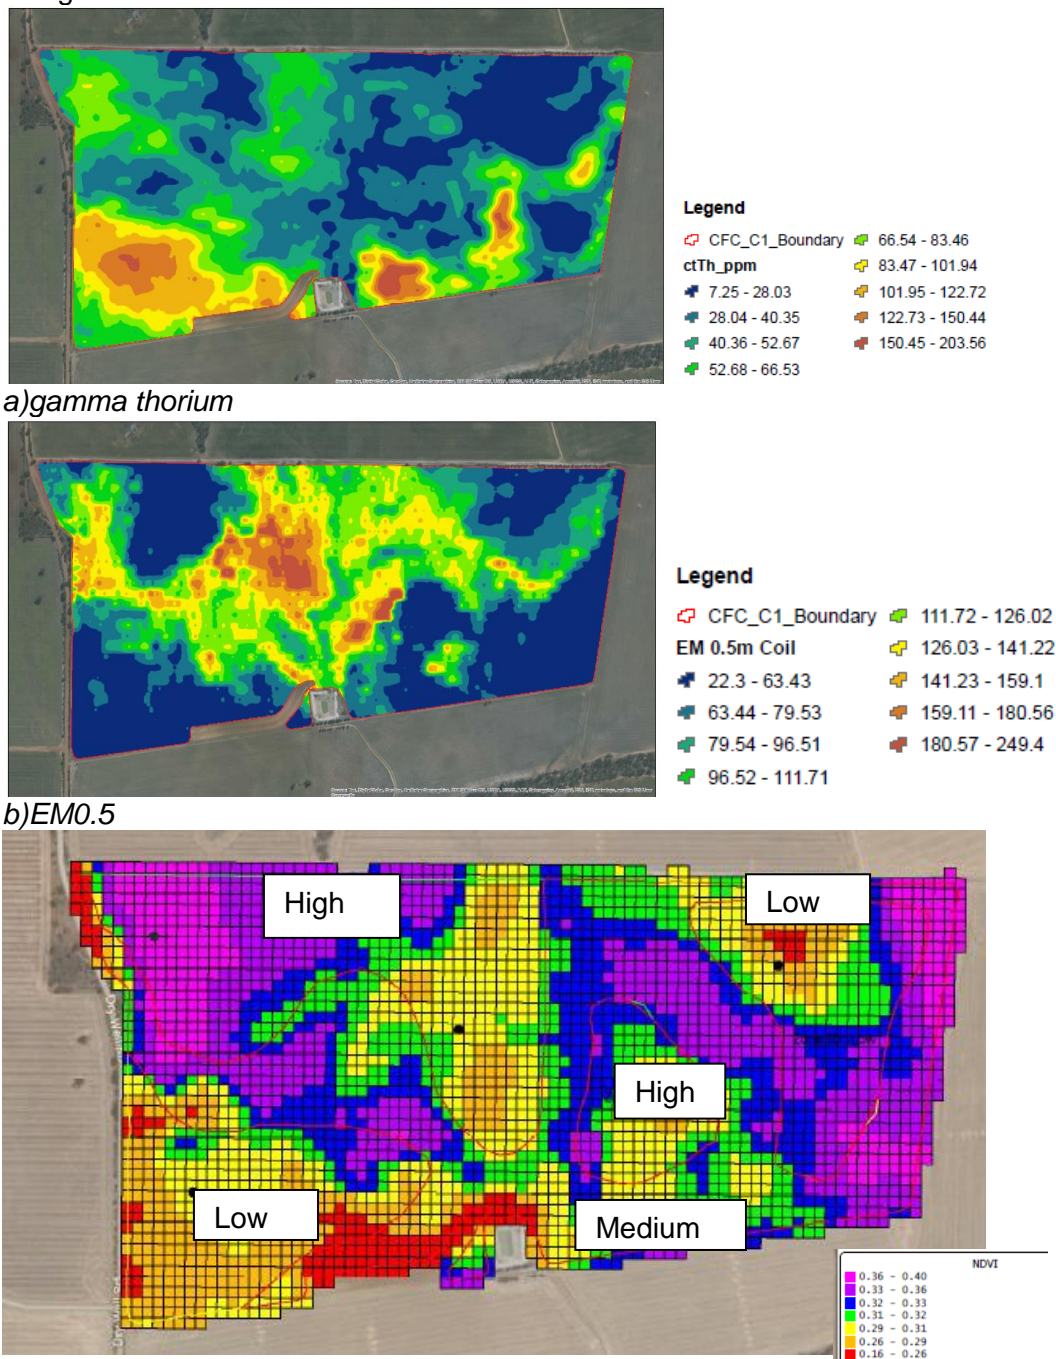 Legend
CFC_C1_Boundary
66.54 - 83.46
ctTh_ppm
83.47 - 101.94
7.25 - 28.03
101.95 - 122.72
28.04 - 40.35
122.73 - 150.44
40.36 - 52.67
150.45 - 203.56
52.68 - 66.53
a)gamma thorium
Legend
CFC_C1_Boundary
111.72 - 126.02
EM 0.5m Coil
126.03 - 141.22
22.3 - 63.43
141.23 - 159.1
63.44 - 79.53
159.11 - 180.56
79.54 - 96.51
180.57 - 249.4
96.52 - 111.71
b)EM0.5
High
Low
High
Low
Medium
NDVI
0.36 - 0.40
0.33 - 0.36
0.32 - 0.33
0.31 - 0.32
0.29 - 0.31
0.26 - 0.29
0.16 - 0.26